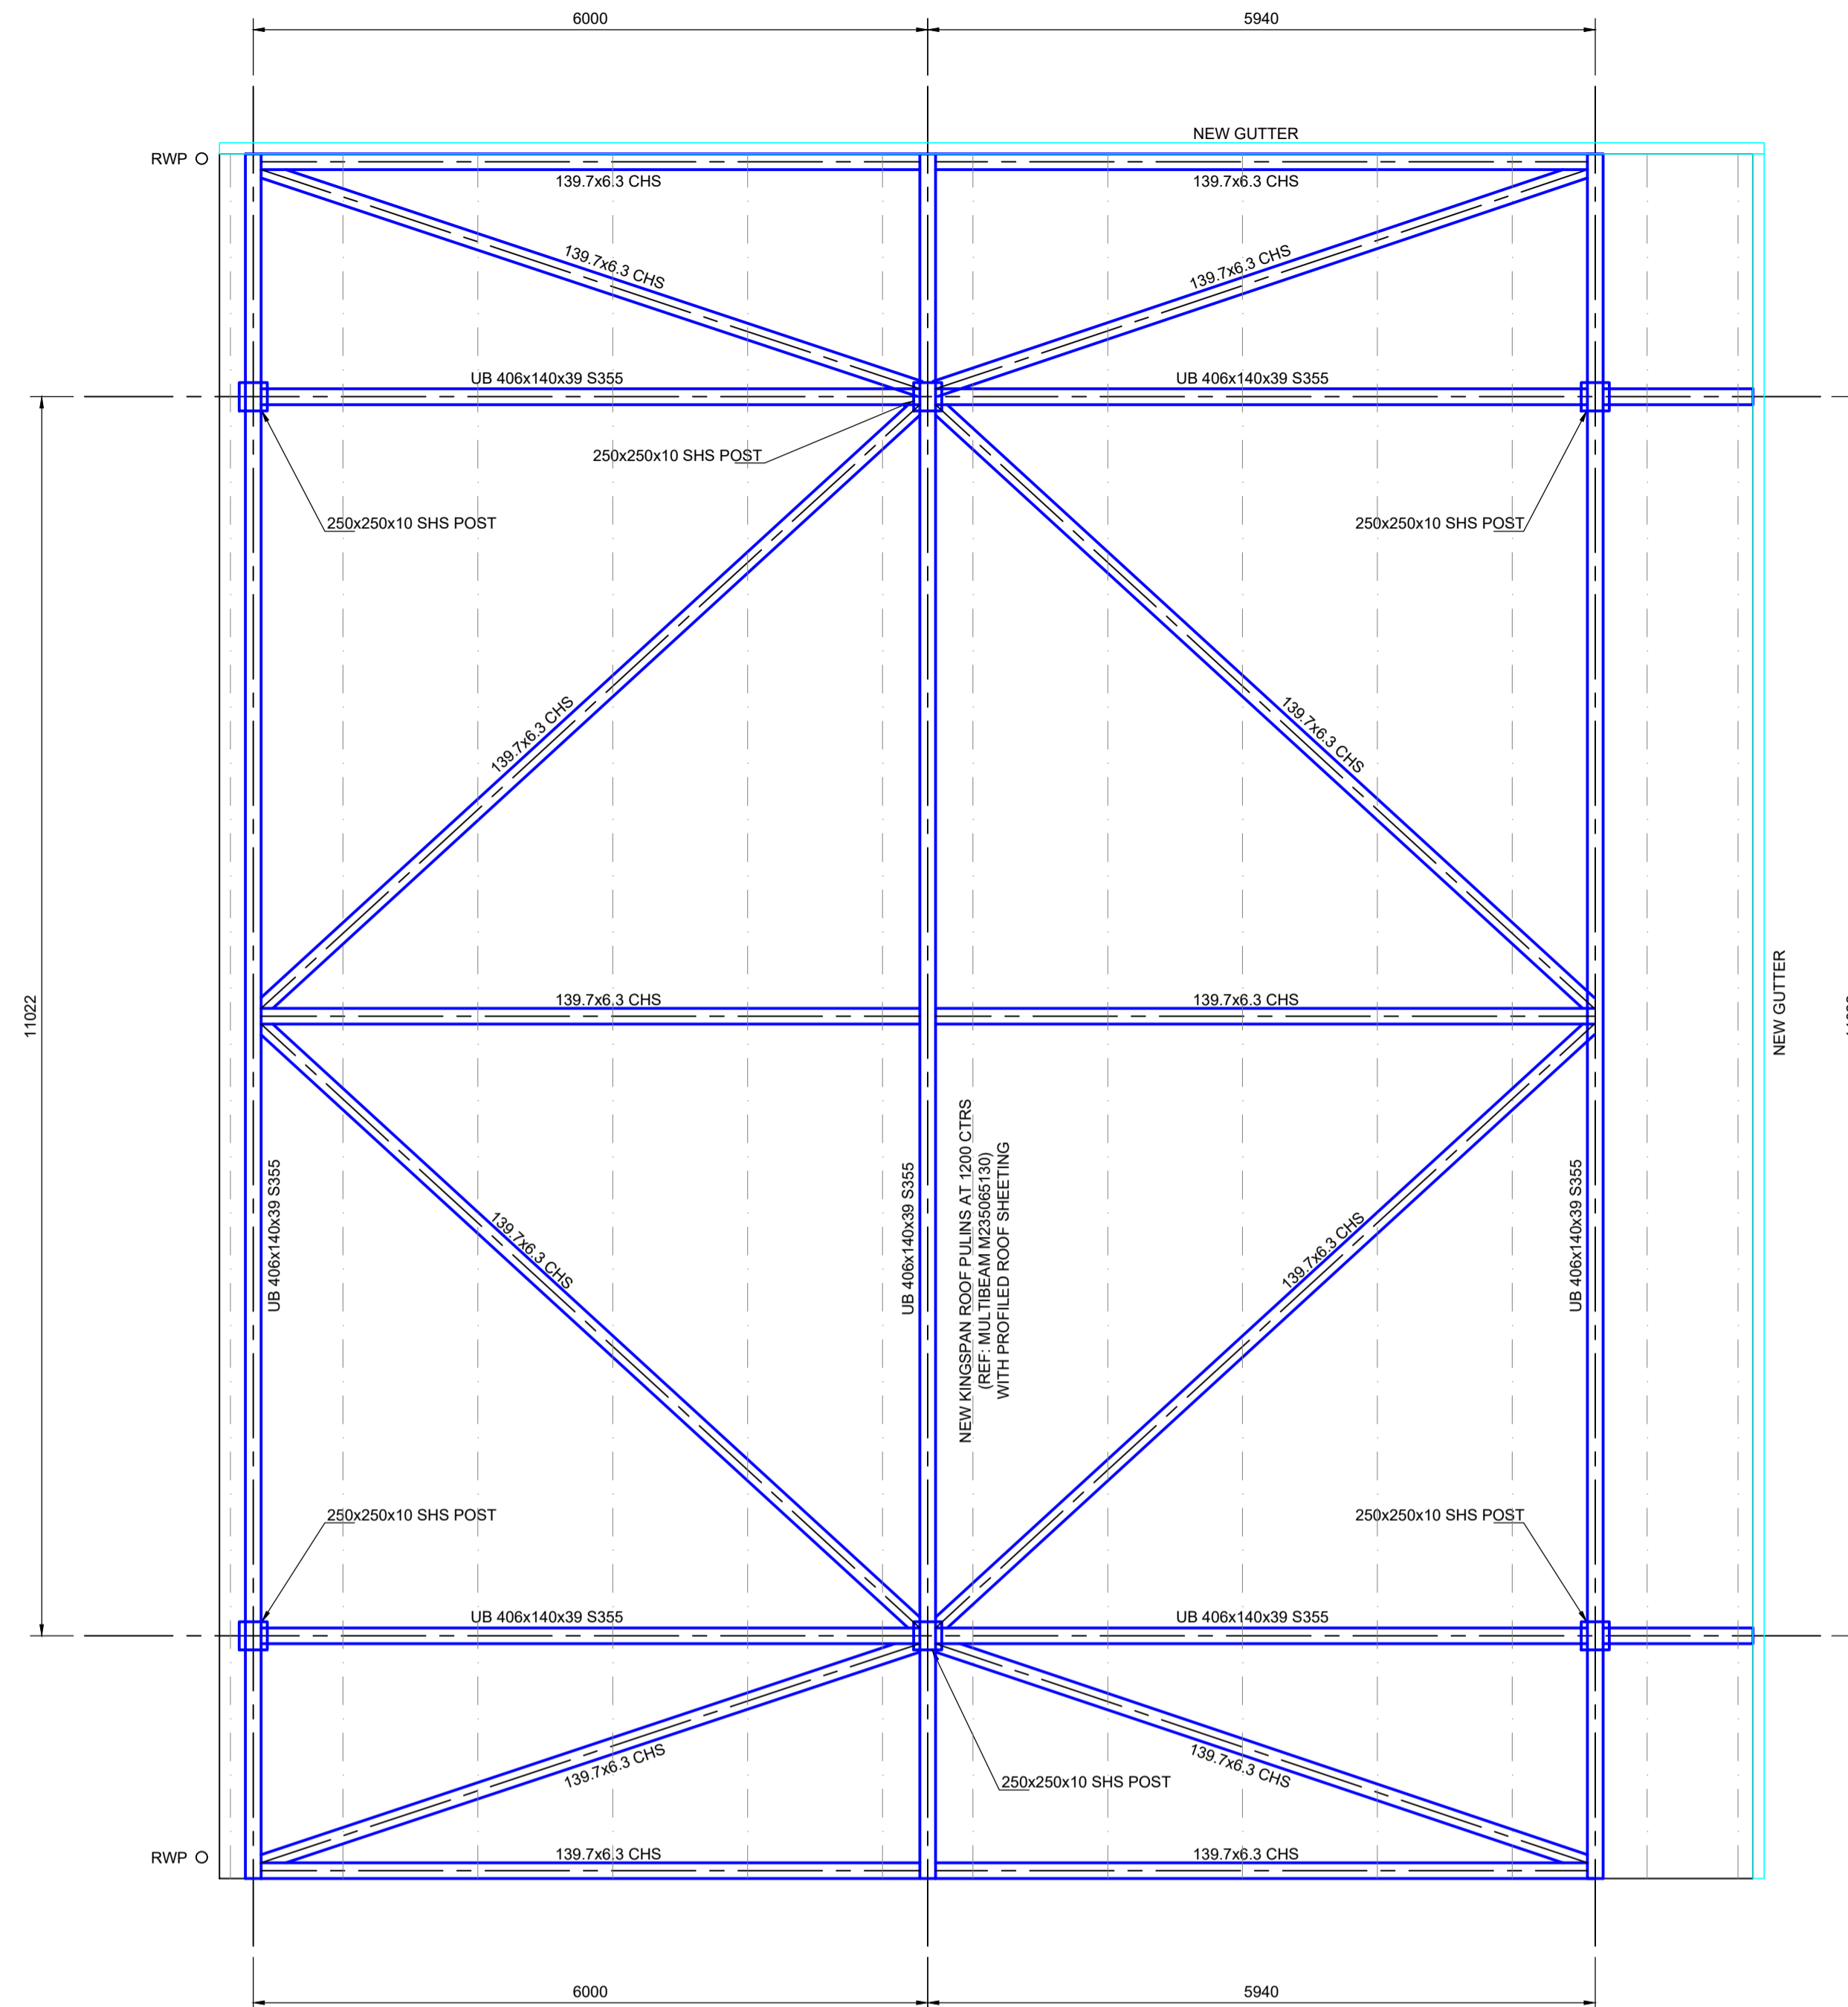 6000
5940
NEW GUTTER
RWP
139.7x6.3 CHS
139.7x6.3 CHS
139.7x6.3 CHS
139.7x6.3 CHS
UB 406x140x39 S355
UB 406x140x39 S355
250x250x10 SHS POST
250x250x10 SHS POST
250x250x10 SHS POST
139.7x6.3 CHS
139.7x6.3 CHS
11022
139.7x6.3 CHS
139.7x6.3 CHS
NEW GUTTER
UB 406x140x39 S355
139.7x6.3 CHS
UB 406x140x39 S355
NEW KINGSPAN ROOF PULINS AT 1200 CTRS
(REF: MULTIBEAM M235065130)
WITH PROFILED ROOF SHEETING
139.7x6.3 CHS
UB 406x140x39 S355
250x250x10 SHS POST
250x250x10 SHS POST
UB 406x140x39 S355
UB 406x140x39 S355
139.7x6.3 CHS
139.7x6.3 CHS
250x250x10 SHS POST
RWP
139.7x6.3 CHS
139.7x6.3 CHS
6000
5940